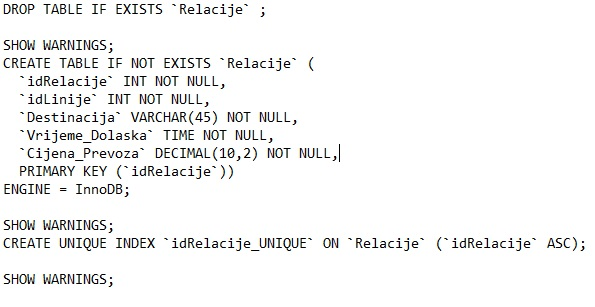 DROP TABLE IF EXISTS `Relacije` ;
SHOW WARNINGS;
CREATE TABLE IF NOT EXISTS `Relacije` (
  `idRelacije` INT NOT NULL,
  `idLinije` INT NOT NULL,
  `Destinacija` VARCHAR(45) NOT NULL,
  `Vrijeme_Dolaska` TIME NOT NULL,
  `Cijena_Prevoza` DECIMAL(10,2) NOT NULL,
  PRIMARY KEY (`idRelacije`))
ENGINE = InnoDB;
SHOW WARNINGS;
CREATE UNIQUE INDEX `idRelacije_UNIQUE` ON `Relacije` (`idRelacije` ASC);
SHOW WARNINGS;